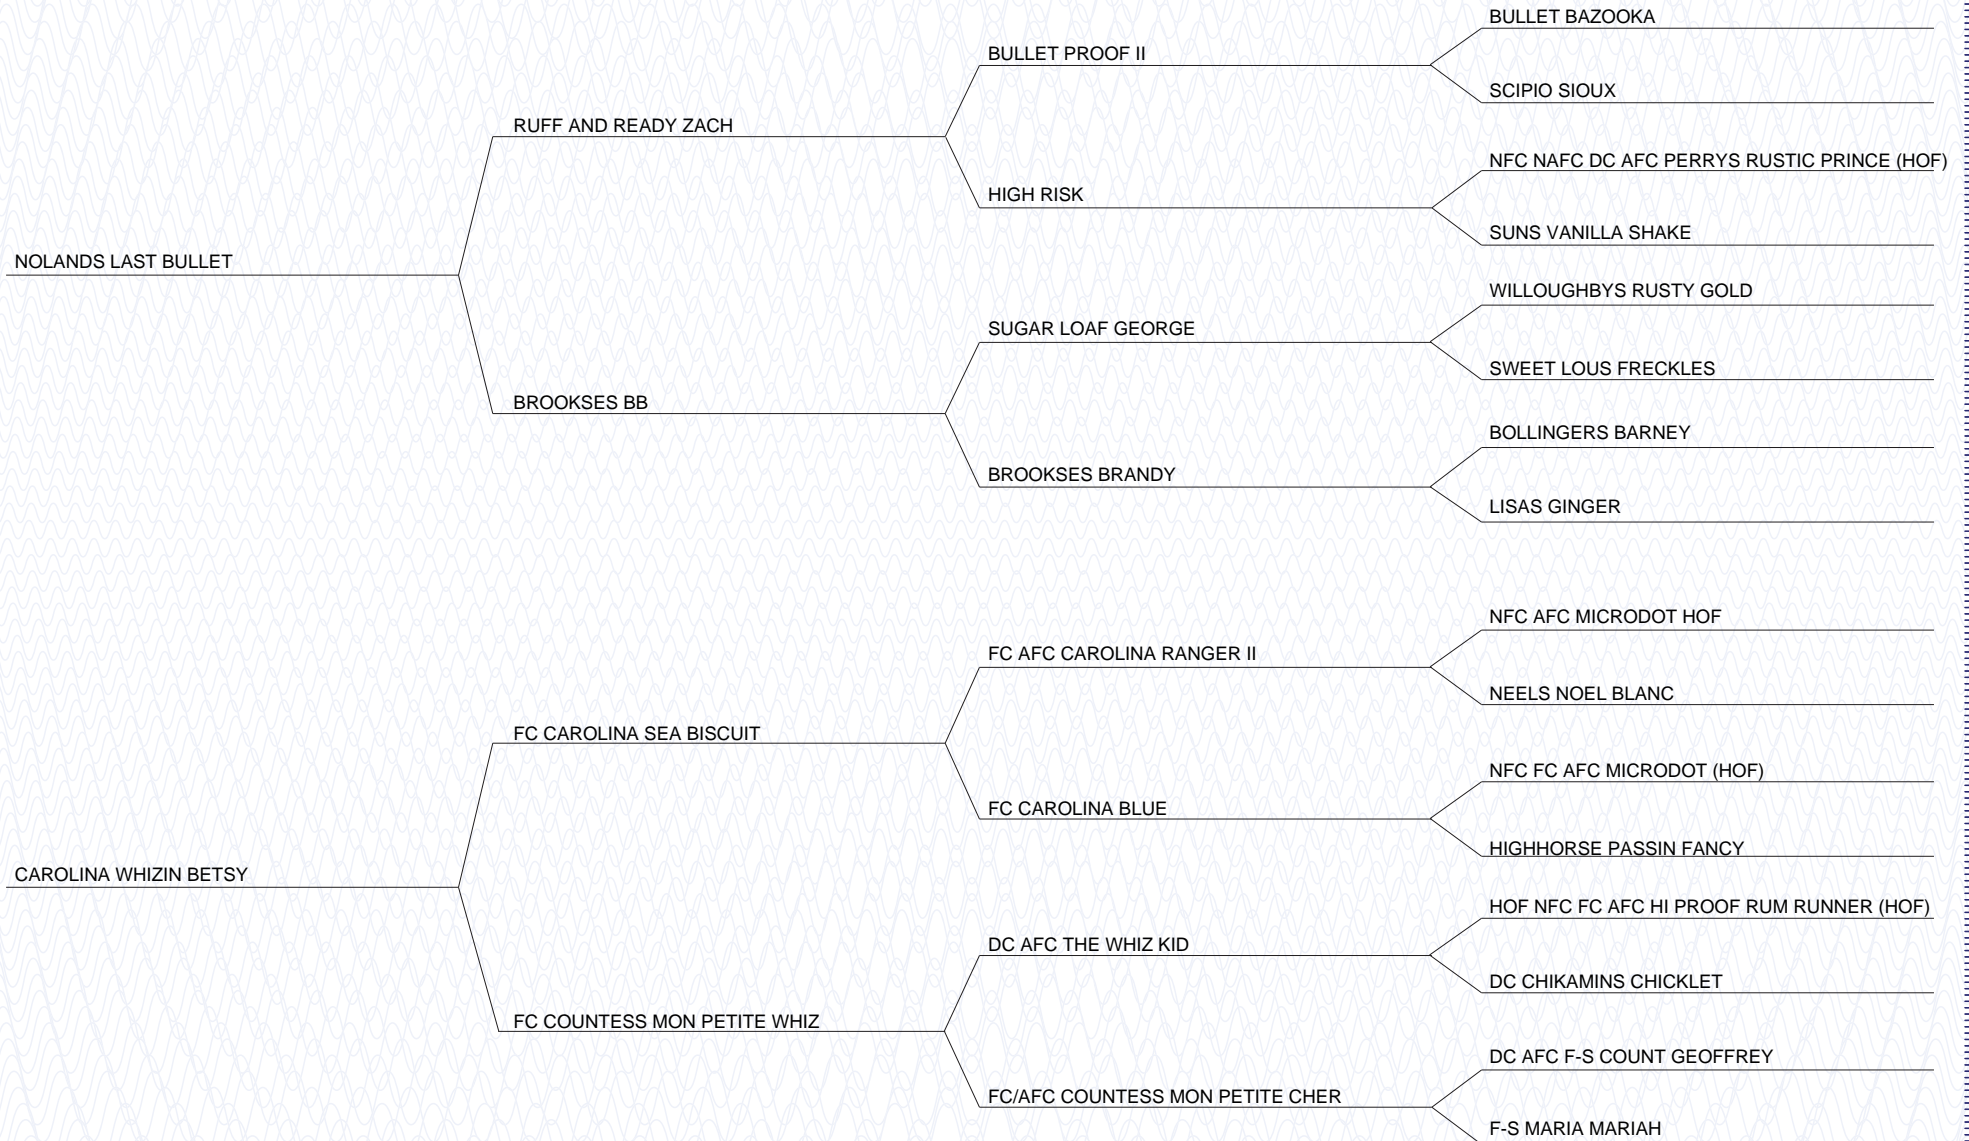 BULLET BAZOOKA
BULLET PROOF II
SCIPIO SIOUX
RUFF AND READY ZACH
NFC NAFC DC AFC PERRYS RUSTIC PRINCE (HOF)
HIGH RISK
SUNS VANILLA SHAKE
NOLANDS LAST BULLET
WILLOUGHBYS RUSTY GOLD
SUGAR LOAF GEORGE
SWEET LOUS FRECKLES
BROOKSES BB
BOLLINGERS BARNEY
BROOKSES BRANDY
LISAS GINGER
NFC AFC MICRODOT HOF
FC AFC CAROLINA RANGER II
NEELS NOEL BLANC
FC CAROLINA SEA BISCUIT
NFC FC AFC MICRODOT (HOF)
FC CAROLINA BLUE
HIGHHORSE PASSIN FANCY
CAROLINA WHIZIN BETSY
HOF NFC FC AFC HI PROOF RUM RUNNER (HOF)
DC AFC THE WHIZ KID
DC CHIKAMINS CHICKLET
FC COUNTESS MON PETITE WHIZ
DC AFC F-S COUNT GEOFFREY
FC/AFC COUNTESS MON PETITE CHER
F-S MARIA MARIAH